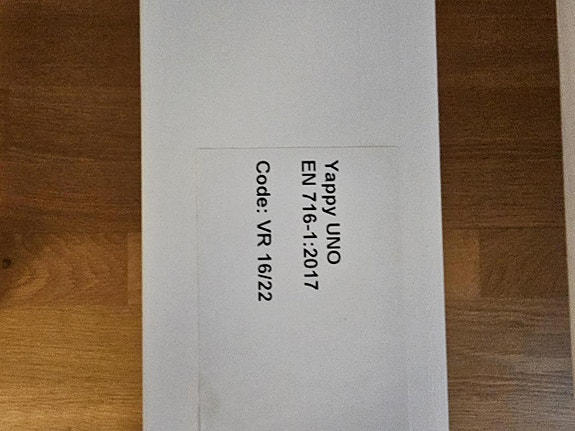 Yappy UNO
EN 716-1:2017
Code: VR 16/22